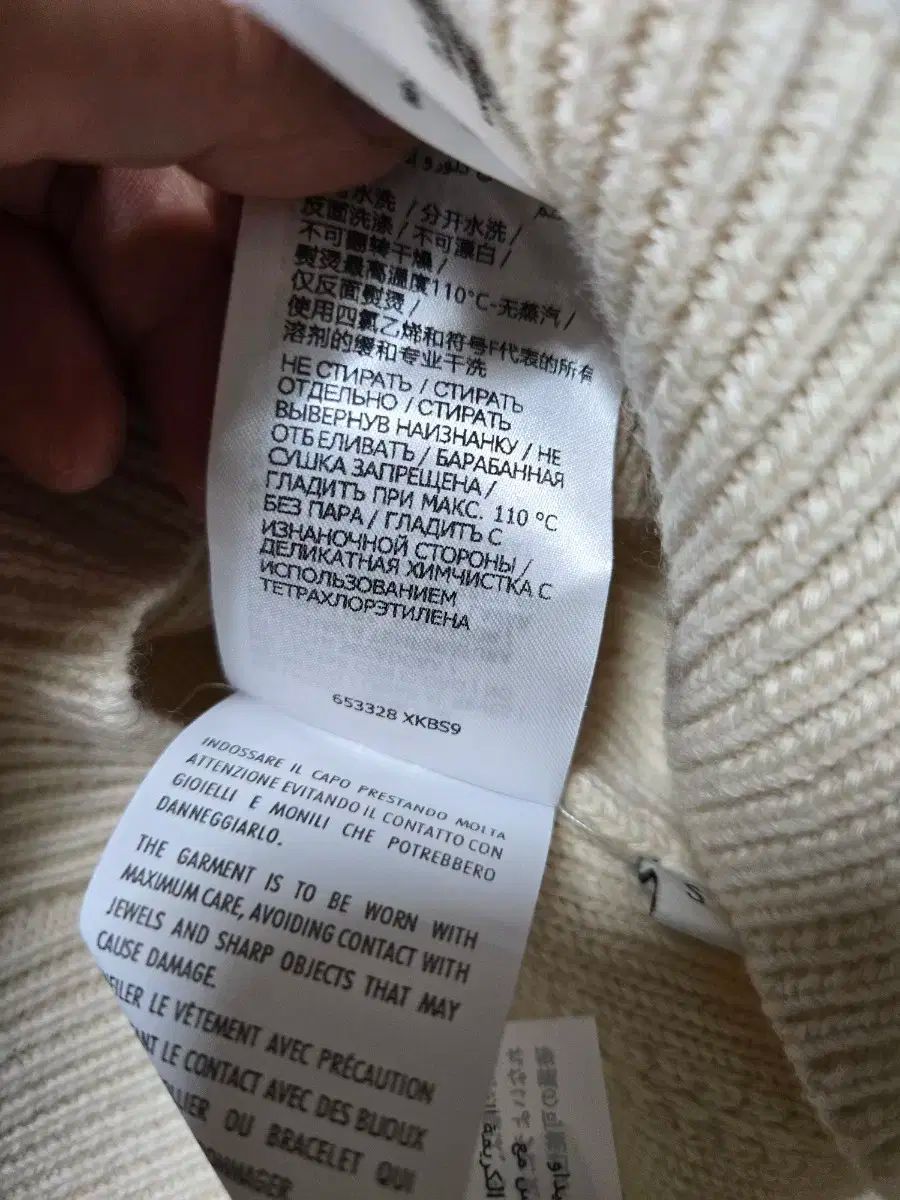 水洗 / 分开水洗 /
反面洗涤 / 不可漂白 /
不可翻转干燥 /
熨烫最高温度110°C-无蒸汽 /
仅反面熨烫 /
使用四氯乙烯和符号F代表的所有
溶剂的缓和专业干洗
НЕ СТИРАТЬ / СТИРАТЬ
ОТДЕЛЬНО / СТИРАТЬ
ВЫВЕРНУВ НАИЗНАНКУ / НЕ
ОТБЕЛИВАТЬ / БАРАБАННАЯ
СУШКА ЗАПРЕЩЕНА /
ГЛАДИТЬ ПРИ МАКС. 110 °C
БЕЗ ПАРА / ГЛАДИТЬ С
ИЗНАНОЧНОЙ СТОРОНЫ /
ДЕЛИКАТНАЯ ХИМЧИСТКА С
ИСПОЛЬЗОВАНИЕМ
ТЕТРАХЛОРЭТИЛЕНА
653328 XKBS9
INDOSSARE IL CAPO PRESTANDO MOLTA
ATTENZIONE EVITANDO IL CONTATTO CON
GIOIELLI E MONILI CHE POTREBBERO
DANNEGGIARLO.
THE GARMENT IS TO BE WORN WITH
MAXIMUM CARE, AVOIDING CONTACT WITH
JEWELS AND SHARP OBJECTS THAT MAY
CAUSE DAMAGE.
FILER LE VÊTEMENT AVEC PRÉCAUTION
ANT LE CONTACT AVEC DES BIJOUX
LIER OU BRACELET QUI
OMMAGER